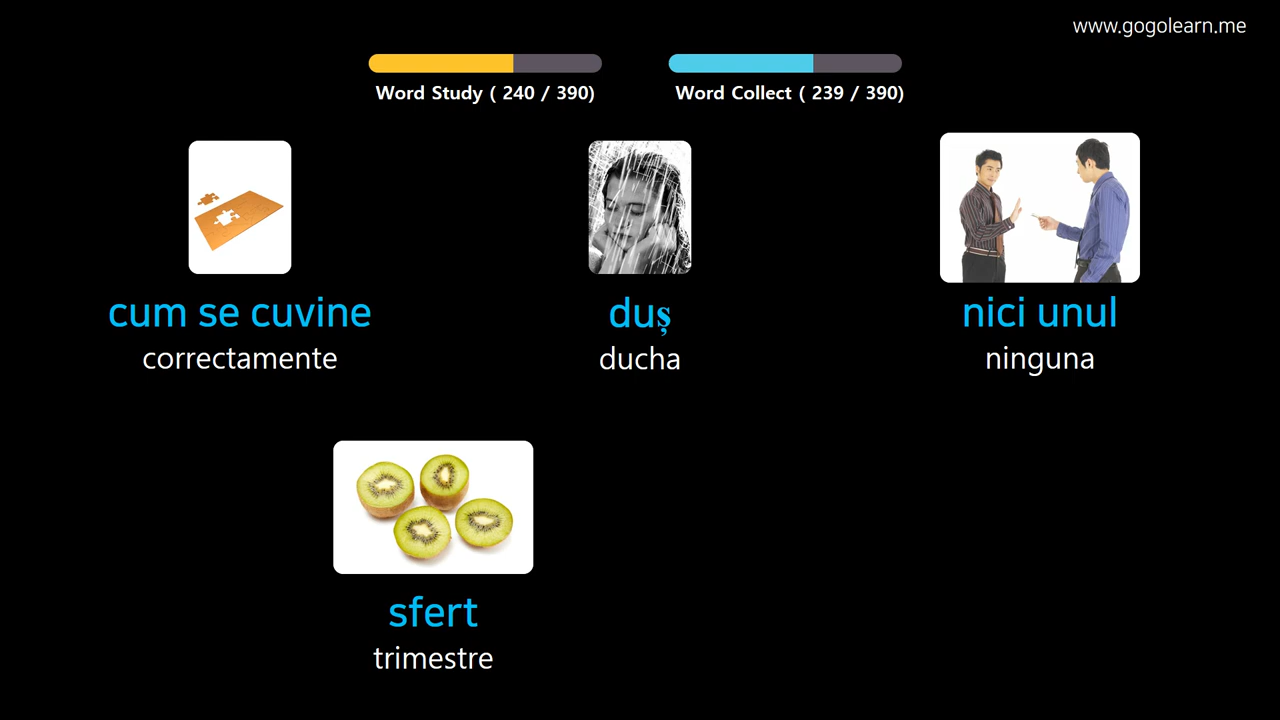 www.gogolearn.me
Word Study ( 240 / 390)
Word Collect ( 239 / 390)
cum se cuvine
correctamente
duș
ducha
nici unul
ninguna
sfert
trimestre